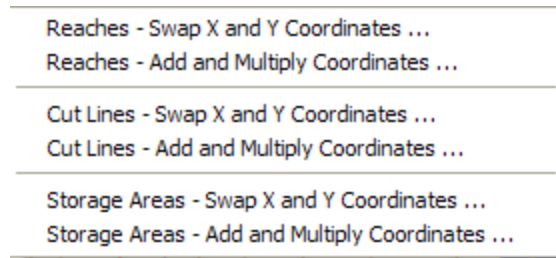 Reaches - Swap X and Y Coordinates ...
Reaches - Add and Multiply Coordinates ...
Cut Lines - Swap X and Y Coordinates ...
Cut Lines - Add and Multiply Coordinates ...
Storage Areas - Swap X and Y Coordinates ...
Storage Areas - Add and Multiply Coordinates ...